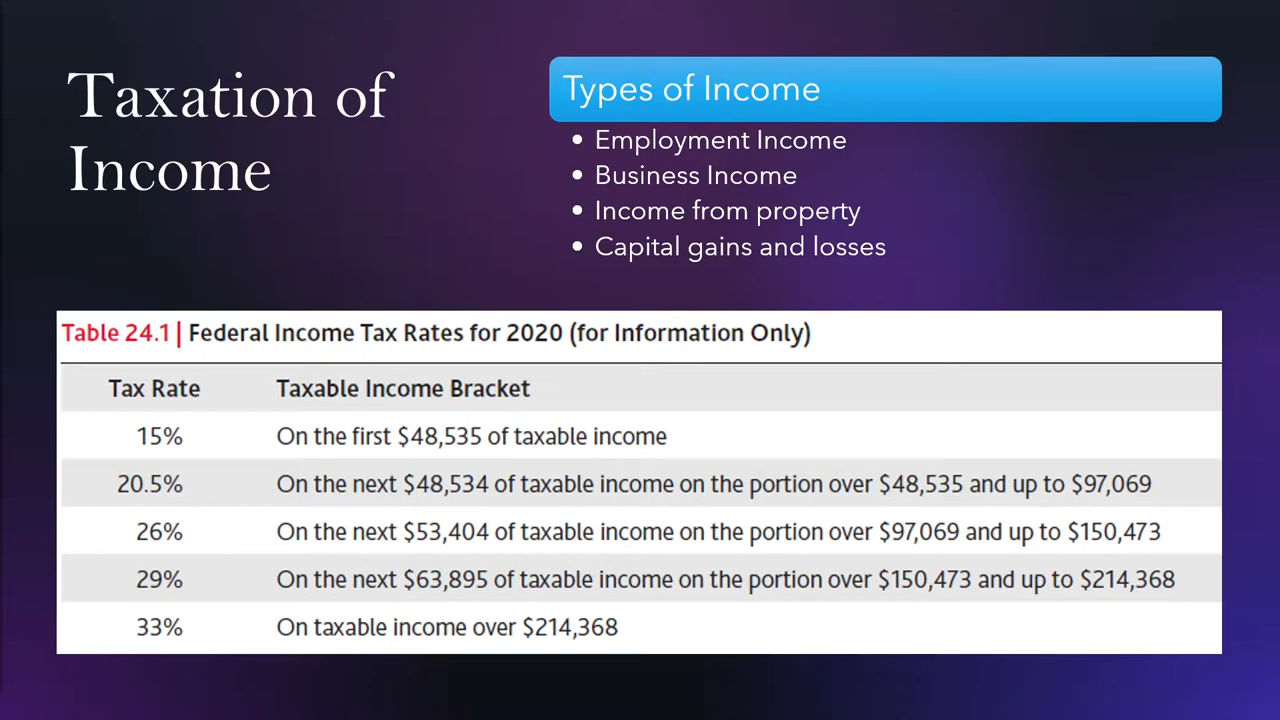 Taxation of
Income
Types of Income
• Employment Income
• Business Income
• Income from property
• Capital gains and losses
Table 24.1 | Federal Income Tax Rates for 2020 (for Information Only)
Tax Rate Taxable Income Bracket
15% On the first $48,535 of taxable income
20.5% On the next $48,534 of taxable income on the portion over $48,535 and up to $97,069
26% On the next $53,404 of taxable income on the portion over $97,069 and up to $150,473
29% On the next $63,895 of taxable income on the portion over $150,473 and up to $214,368
33% On taxable income over $214,368